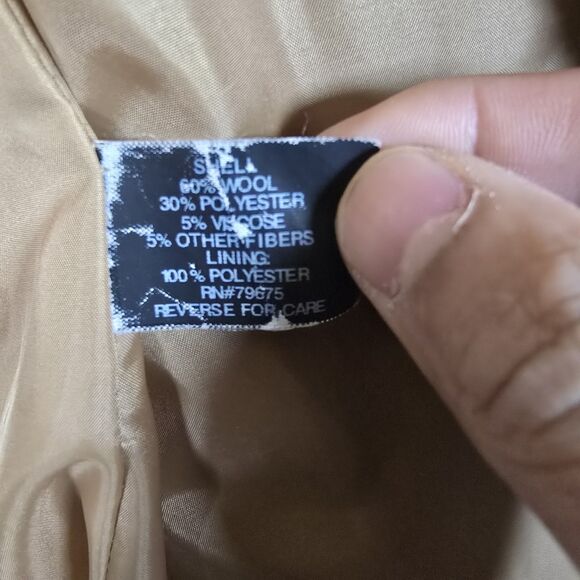 SHELL
60% WOOL
30% POLYESTER
5% VISCOSE
5% OTHER FIBERS
LINING:
100% POLYESTER
RN#79675
REVERSE FOR CARE